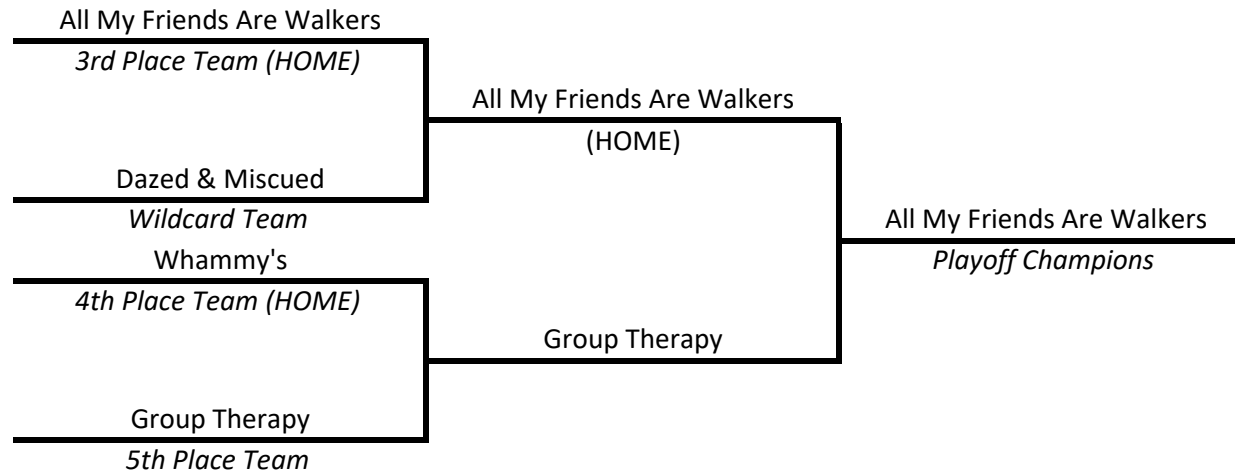 All My Friends Are Walkers
3rd Place Team (HOME)
All My Friends Are Walkers
(HOME)
Dazed & Miscued
Wildcard Team
All My Friends Are Walkers
Playoff Champions
Whammy's
4th Place Team (HOME)
Group Therapy
Group Therapy
5th Place Team